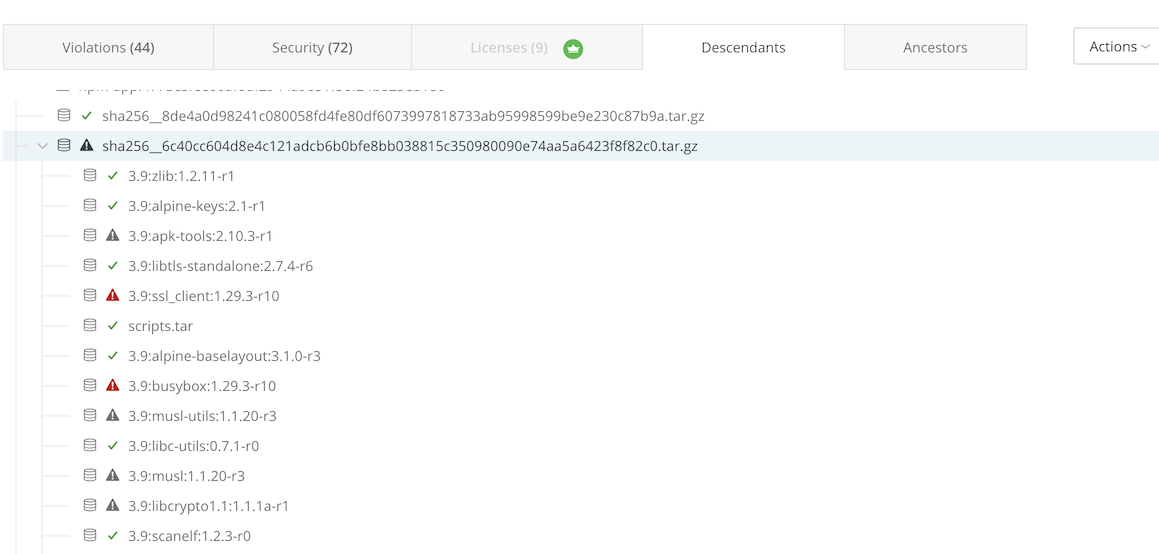 Violations (44) Security (72) Licenses (9) Descendants Ancestors Actions
sha256__8de4a0d98241c080058fd4fe80df6073997818733ab95998599be9e230c87b9a.tar.gz
sha256__6c40cc604d8e4c121adcb6b0bfe8bb038815c350980090e74aa5a6423f8f82c0.tar.gz
3.9:zlib:1.2.11-r1
3.9:alpine-keys:2.1-r1
3.9:apk-tools:2.10.3-r1
3.9:libtls-standalone:2.7.4-r6
3.9:ssl_client:1.29.3-r10
scripts.tar
3.9:alpine-baselayout:3.1.0-r3
3.9:busybox:1.29.3-r10
3.9:musl-utils:1.1.20-r3
3.9:libc-utils:0.7.1-r0
3.9:musl:1.1.20-r3
3.9:libcrypto1.1:1.1.1a-r1
3.9:scanelf:1.2.3-r0